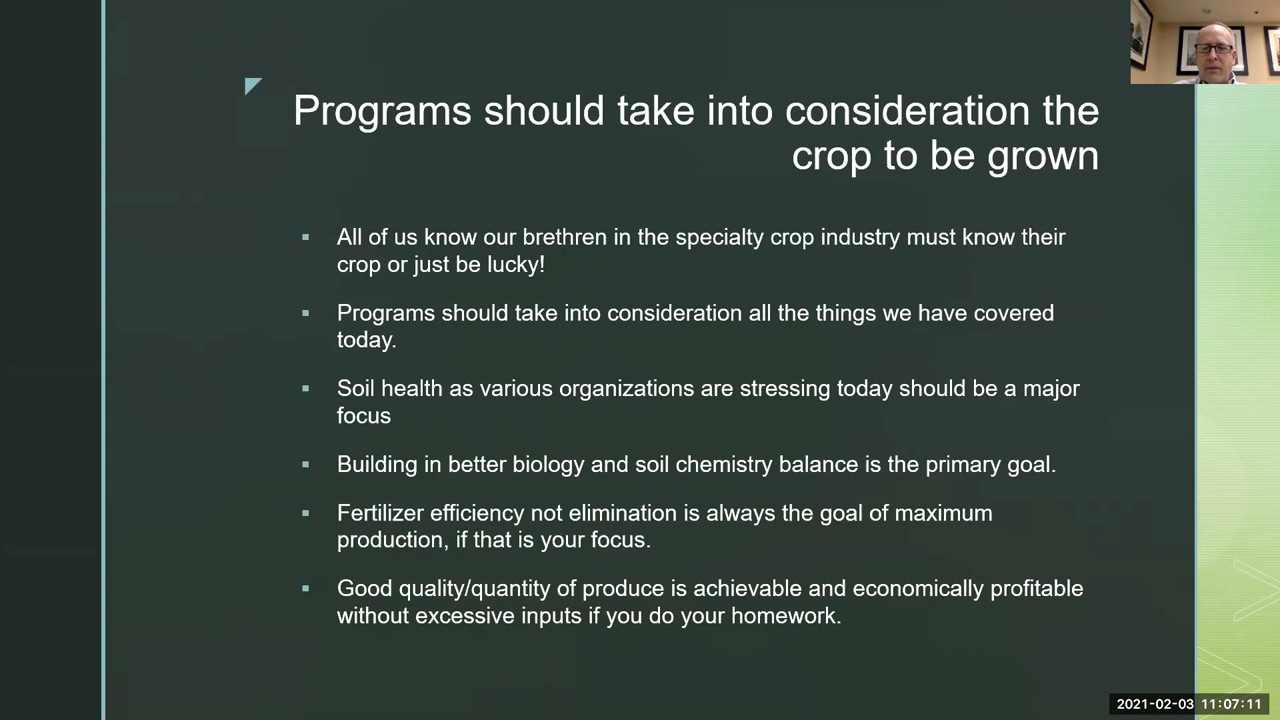 Programs should take into consideration the
crop to be grown
▪ All of us know our brethren in the specialty crop industry must know their
crop or just be lucky!
▪ Programs should take into consideration all the things we have covered
today.
▪ Soil health as various organizations are stressing today should be a major
focus
▪ Building in better biology and soil chemistry balance is the primary goal.
▪ Fertilizer efficiency not elimination is always the goal of maximum
production, if that is your focus.
▪ Good quality/quantity of produce is achievable and economically profitable
without excessive inputs if you do your homework.
2021-02-03 11:07:11